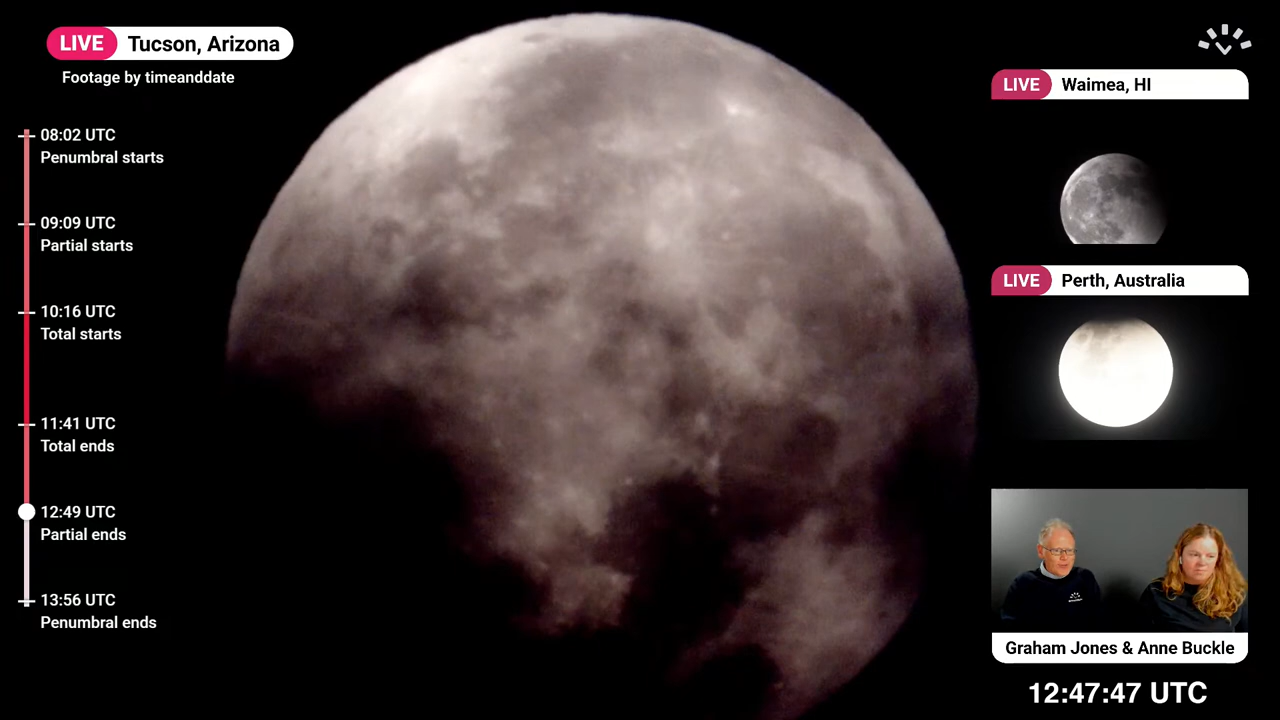 LIVE Tucson, Arizona
Footage by timeanddate
08:02 UTC
Penumbral starts
09:09 UTC
Partial starts
10:16 UTC
Total starts
11:41 UTC
Total ends
12:49 UTC
Partial ends
13:56 UTC
Penumbral ends
LIVE Waimea, HI
LIVE Perth, Australia
Graham Jones & Anne Buckle
12:47:47 UTC